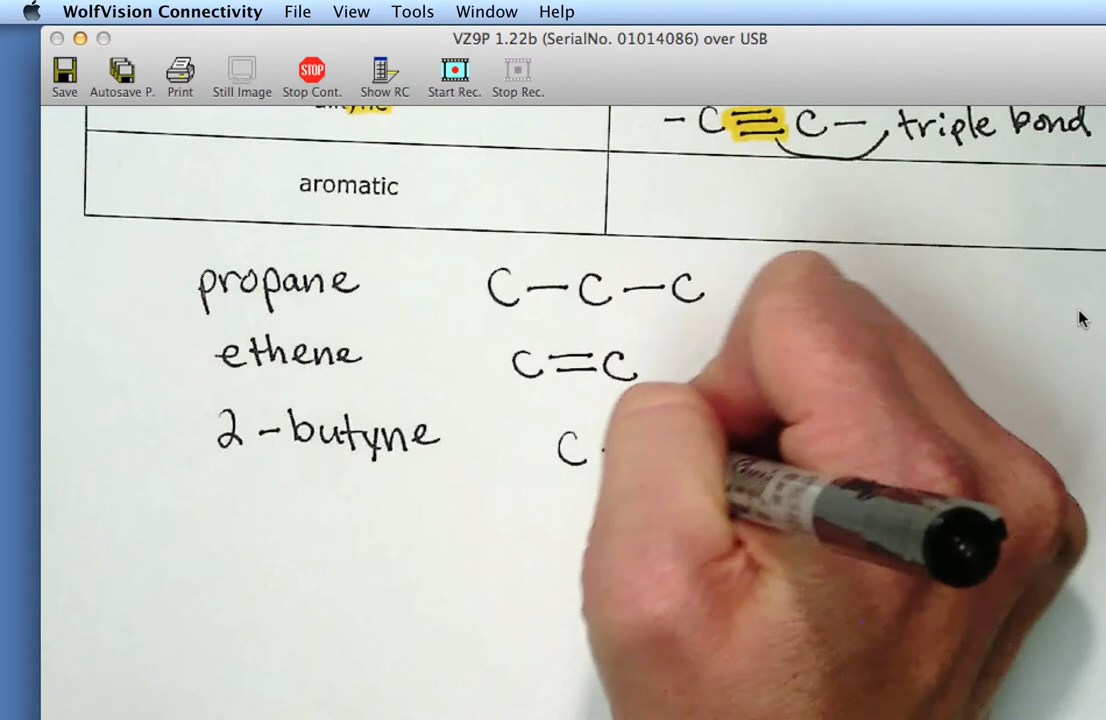 WolfVision Connectivity File View Tools Window Help
VZ9P 1.22b (SerialNo. 01014086) over USB
Save Autosave P. Print Still Image Stop Cont. Show RC Start Rec. Stop Rec.
STOP
-C≡C-, triple bond
aromatic
propane C-C-C
ethene C=C
2-butyne C